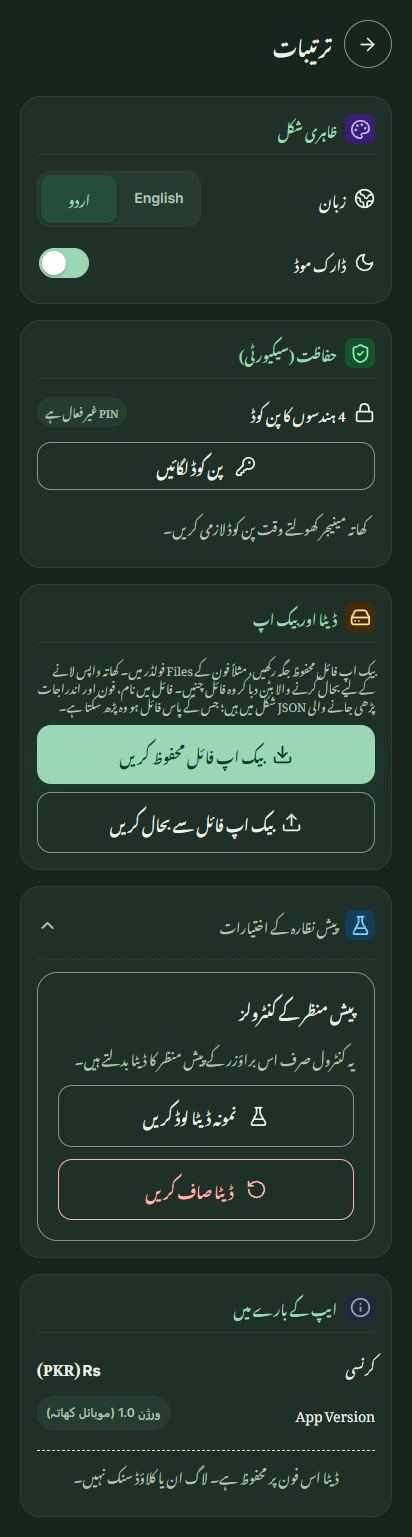 ترتیبات
ظاہری شکل
زبان
اردو
English
ڈارک موڈ
حفاظت (سیکیورٹی)
4 ہندسوں کا پن کوڈ
PIN غیر فعال ہے
پن کوڈ لگائیں
کھاتہ مینیجر کھولتے وقت پن کوڈ لازمی کریں۔
ڈیٹا اور بیک اپ
بیک اپ فائل محفوظ جگہ رکھیں، مثلاً فون کے Files فولڈر میں۔ کھاتہ واپس لانے
کے لیے بحال کرنے والا بٹن دبا کر وہ فائل چنیں۔ فائل میں نام، فون اور اندراجات
پڑھی جانے والی JSON شکل میں ہیں؛ جس کے پاس فائل ہو وہ پڑھ سکتا ہے۔
بیک اپ فائل محفوظ کریں
بیک اپ فائل سے بحال کریں
پیش نظارہ کے اختیارات
پیش منظر کے کنٹرولز
یہ کنٹرول صرف اس براؤزر کے پیش منظر کا ڈیٹا بدلتے ہیں۔
نمونہ ڈیٹا لوڈ کریں
ڈیٹا صاف کریں
ایپ کے بارے میں
کرنسی
Rs (PKR)
App Version
ورژن 1.0 (موبائل کھاتہ)
ڈیٹا اس فون پر محفوظ ہے۔ لاگ ان یا کلاؤڈ سنک نہیں۔